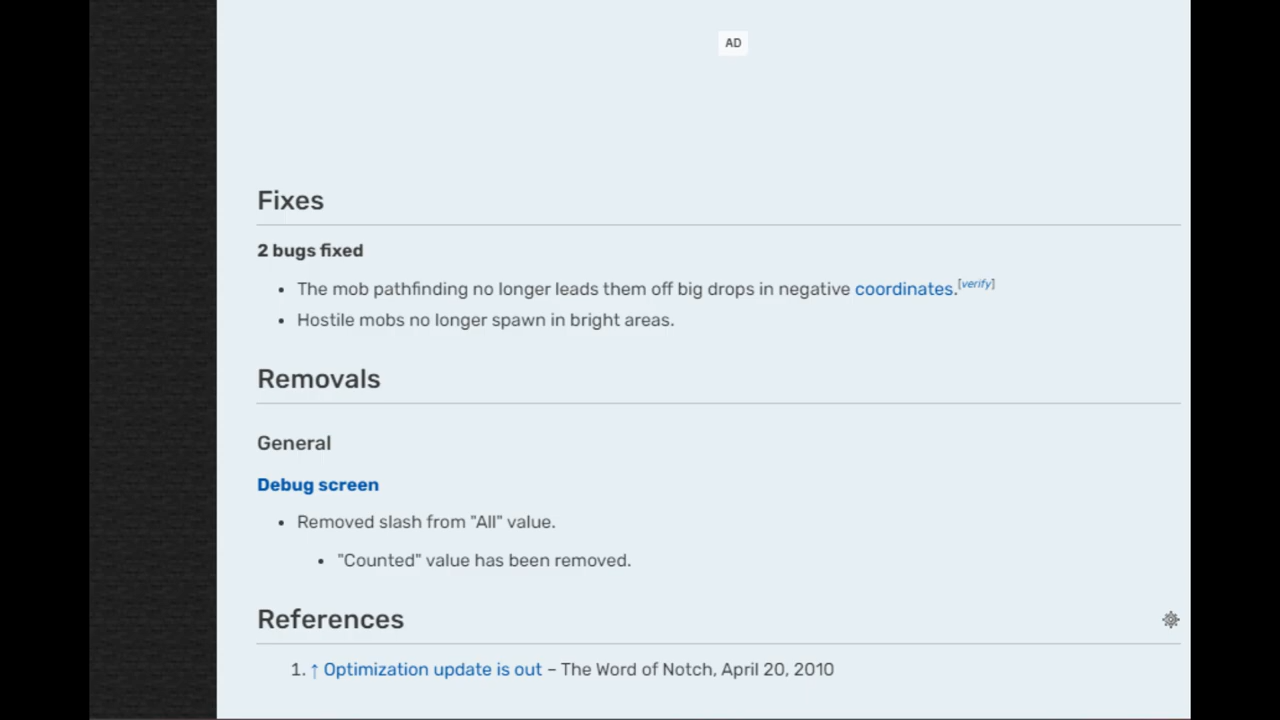 AD
Fixes
2 bugs fixed
• The mob pathfinding no longer leads them off big drops in negative coordinates.[verify]
• Hostile mobs no longer spawn in bright areas.
Removals
General
Debug screen
• Removed slash from "All" value.
• "Counted" value has been removed.
References
1. ↑ Optimization update is out – The Word of Notch, April 20, 2010